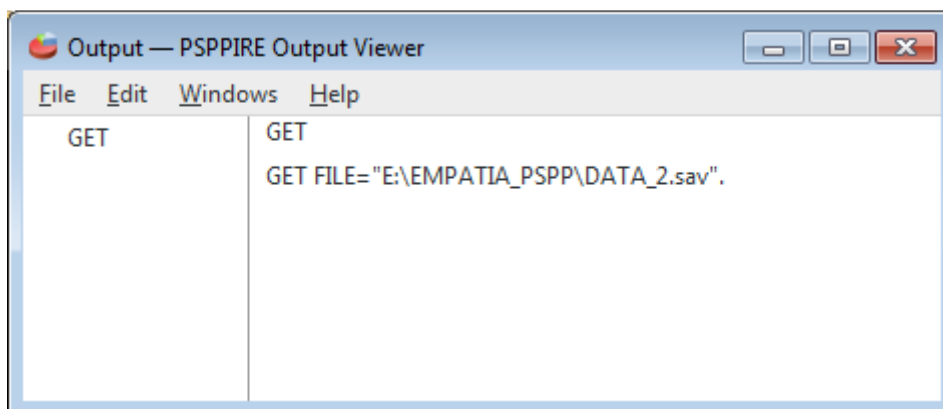 Output — PSPPIRE Output Viewer
File Edit Windows Help
GET
GET
GET FILE="E:\EMPATIA_PSPP\DATA_2.sav".